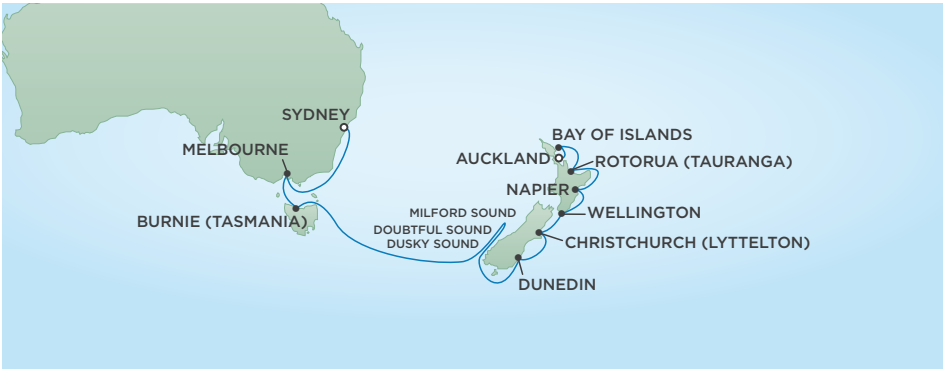 SYDNEY
BAY OF ISLANDS
MELBOURNE
AUCKLAND
ROTORUA (TAURANGA)
NAPIER
BURNIE (TASMANIA)
MILFORD SOUND
WELLINGTON
DOUBTFUL SOUND
DUSKY SOUND
CHRISTCHURCH (LYTTELTON)
DUNEDIN